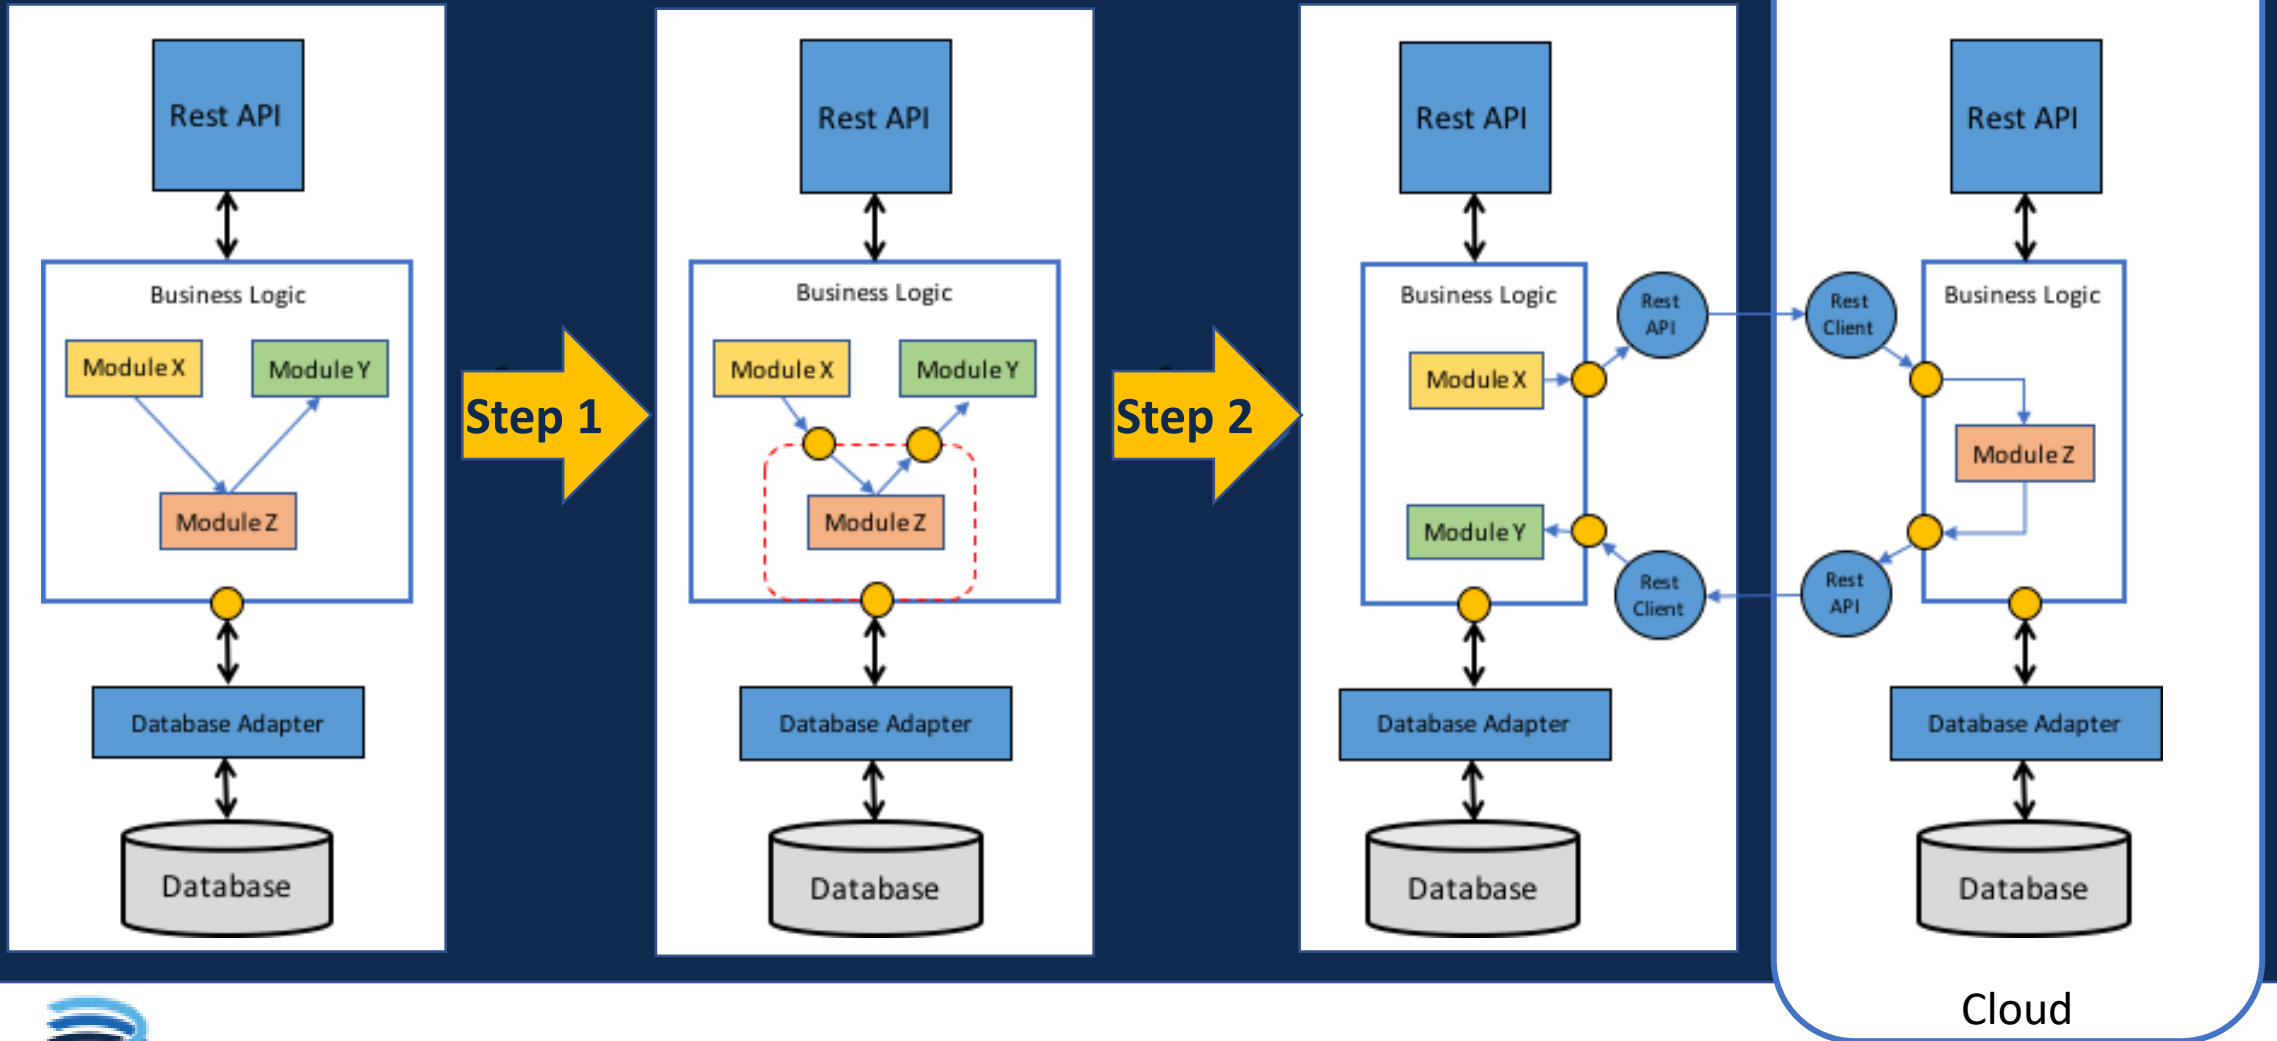 Rest API
Business Logic
Module X
Module Y
Module Z
Database Adapter
Database
Step 1
Rest API
Business Logic
Module X
Module Y
Module Z
Database Adapter
Database
Step 2
Rest API
Business Logic
Module X
Module Y
Rest
API
Rest
Client
Database Adapter
Database
Rest API
Rest
Client
Business Logic
Module Z
Rest
API
Database Adapter
Database
Cloud